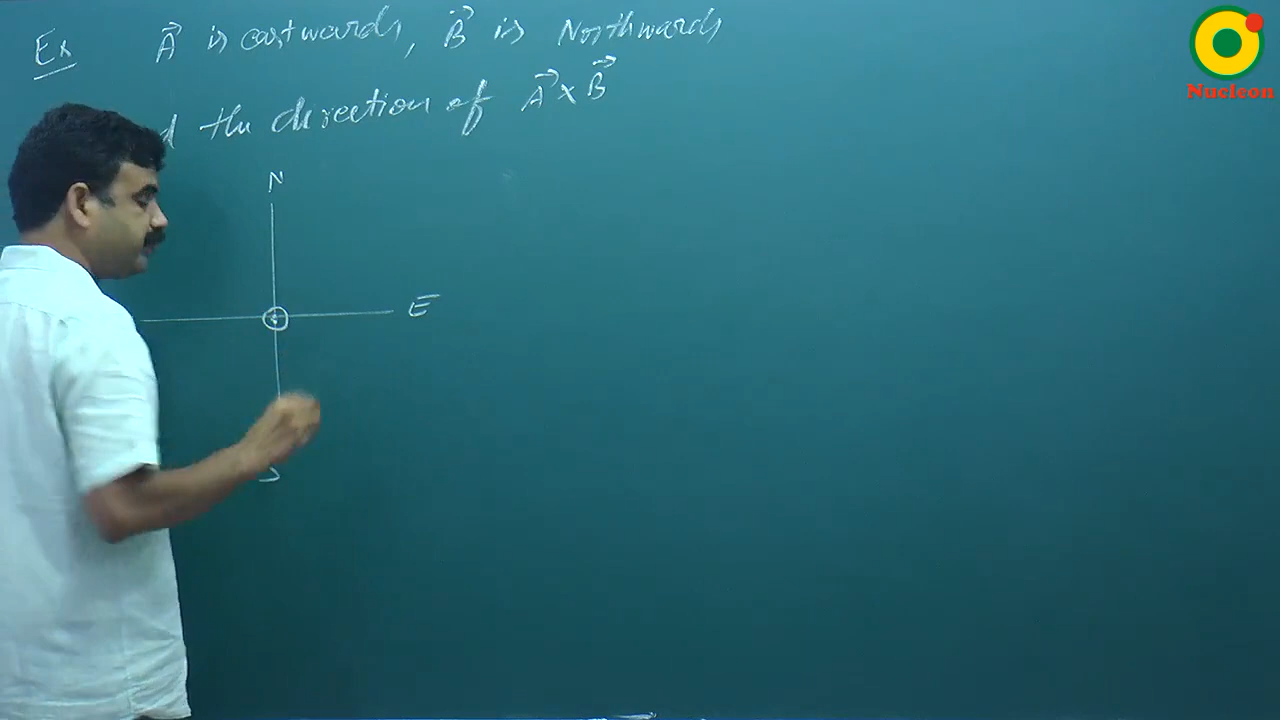 Ex A⃗ is eastwards, B⃗ is Northwards
the direction of A⃗ × B⃗
N
E
S
Nucleon